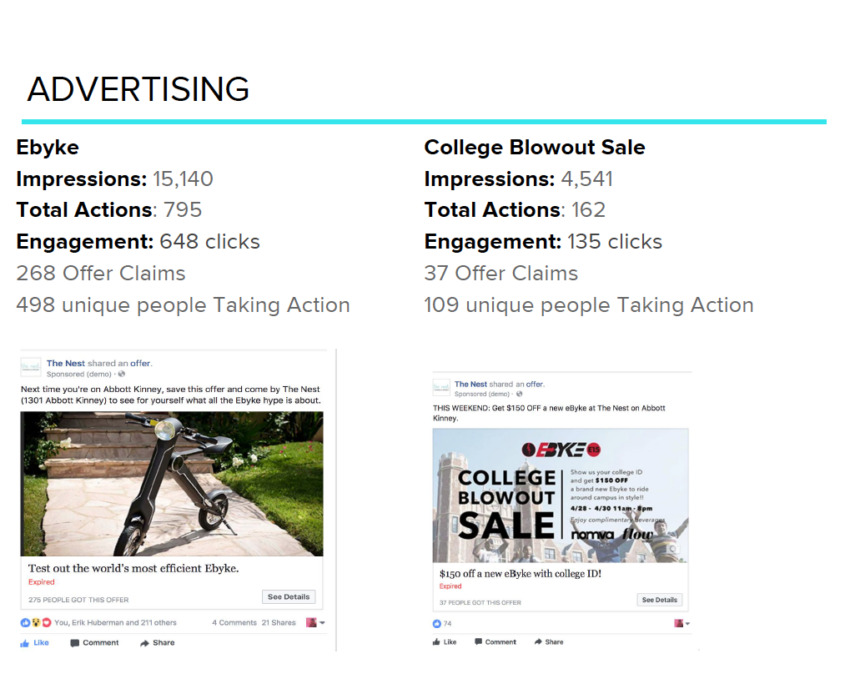 ADVERTISING
Ebyke
Impressions: 15,140
Total Actions: 795
Engagement: 648 clicks
268 Offer Claims
498 unique people Taking Action
The Nest shared an offer.
Sponsored (demo) ·
Next time you're on Abbott Kinney, save this offer and come by The Nest
(1301 Abbott Kinney) to see for yourself what all the Ebyke hype is about.
Test out the world's most efficient Ebyke.
Expired
275 PEOPLE GOT THIS OFFER
See Details
You, Erik Huberman and 211 others
4 Comments 21 Shares
Like Comment Share
College Blowout Sale
Impressions: 4,541
Total Actions: 162
Engagement: 135 clicks
37 Offer Claims
109 unique people Taking Action
The Nest shared an offer.
Sponsored (demo) ·
THIS WEEKEND: Get $150 OFF a new eByke at The Nest on Abbott
Kinney.
EBYKE
COLLEGE
BLOWOUT
SALE
Show us your college ID
and get $150 OFF
a brand new Ebyke to ride
around campus in style!!
4/28 - 4/30 11am - 8pm
Enjoy complimentary beverages
nomva flow
$150 off a new eByke with college ID!
Expired
37 PEOPLE GOT THIS OFFER
See Details
74
Like Comment Share